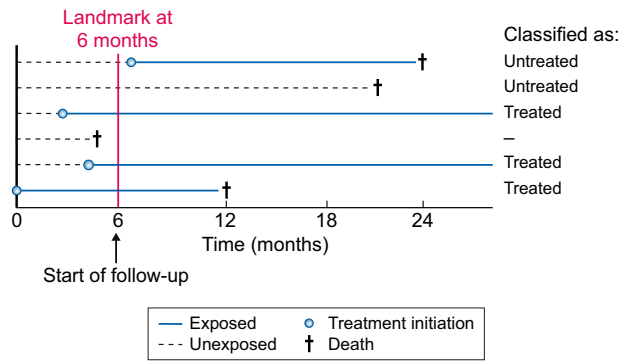 Landmark at
6 months
Classified as:
Untreated
Untreated
Treated
–
Treated
Treated
0 6 12 18 24
Time (months)
Start of follow-up
Exposed Treatment initiation
Unexposed Death